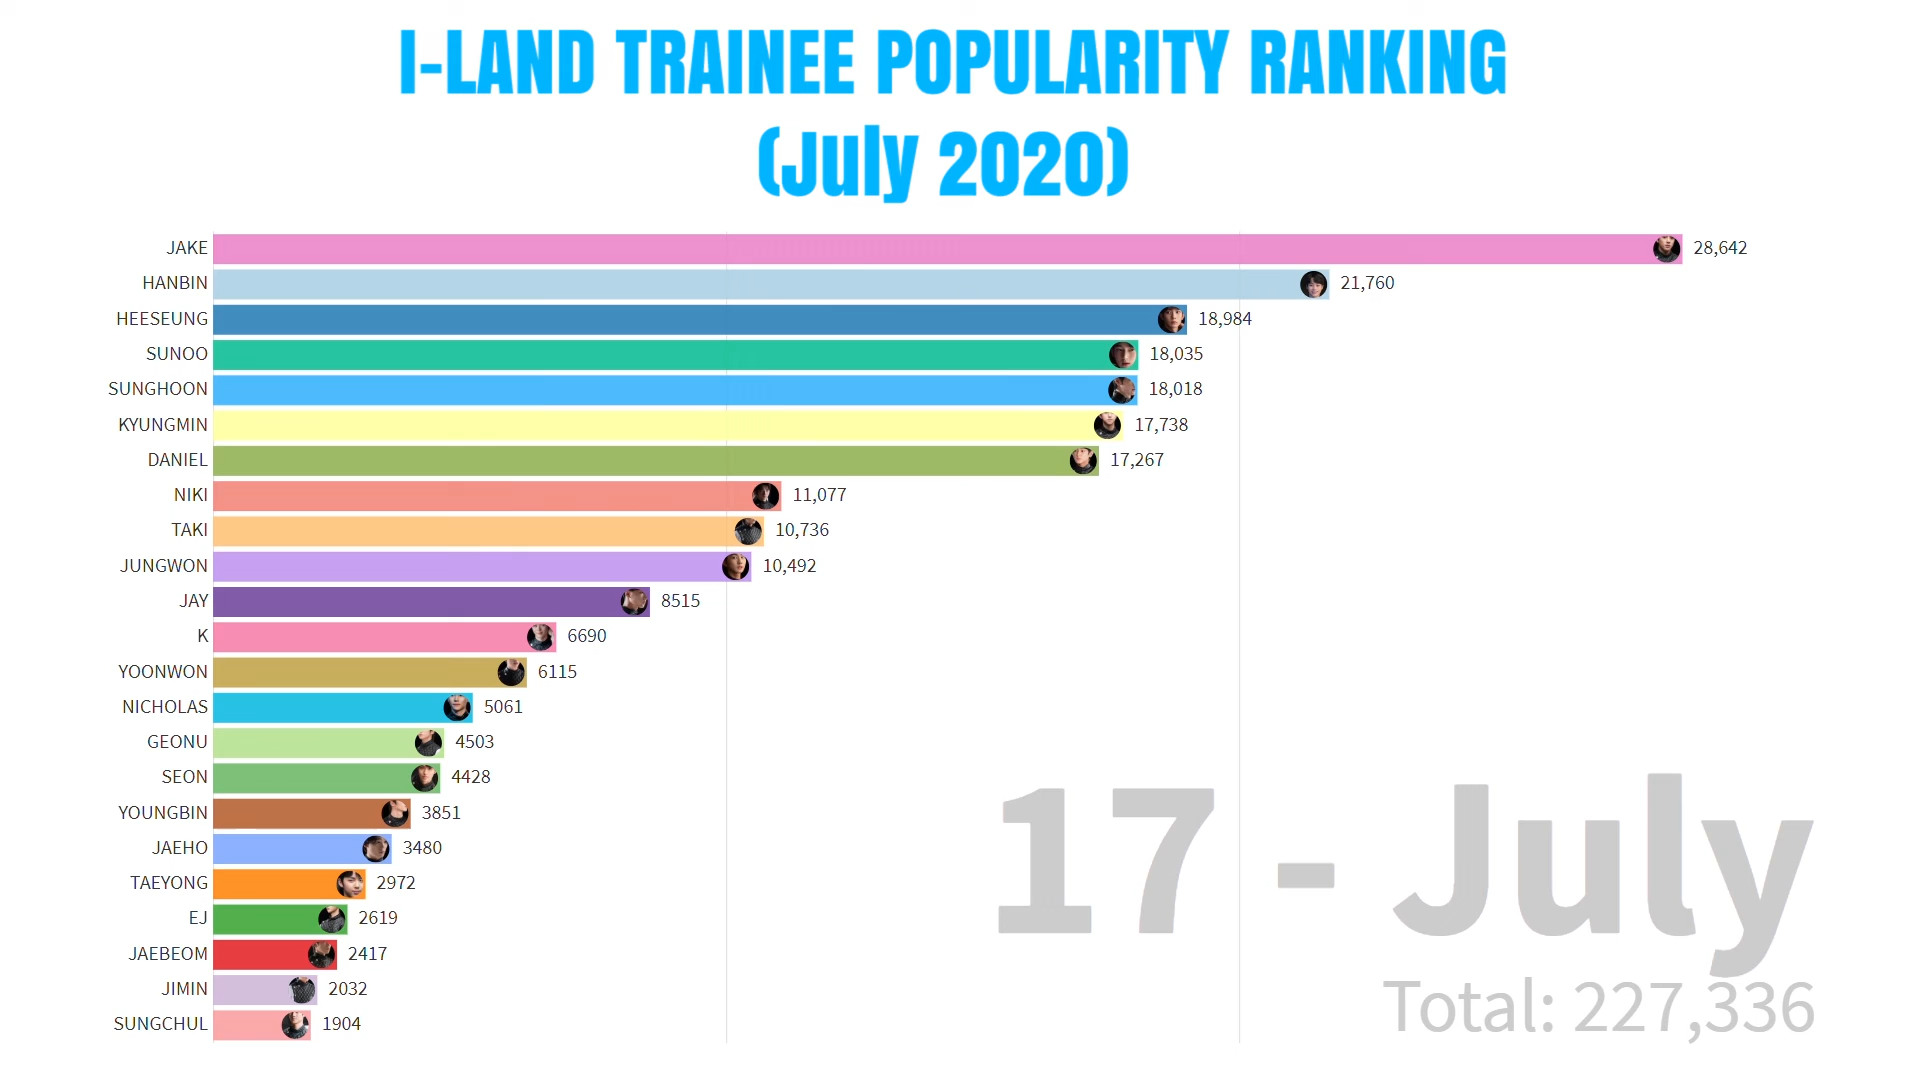 I-LAND TRAINEE POPULARITY RANKING
(July 2020)
JAKE 28,642
HANBIN 21,760
HEESEUNG 18,984
SUNOO 18,035
SUNGHOON 18,018
KYUNGMIN 17,738
DANIEL 17,267
NIKI 11,077
TAKI 10,736
JUNGWON 10,492
JAY 8515
K 6690
YOONWON 6115
NICHOLAS 5061
GEONU 4503
SEON 4428
YOUNGBIN 3851
JAEHO 3480
TAEYONG 2972
EJ 2619
JAEBEOM 2417
JIMIN 2032
SUNGCHUL 1904
17 - July
Total: 227,336